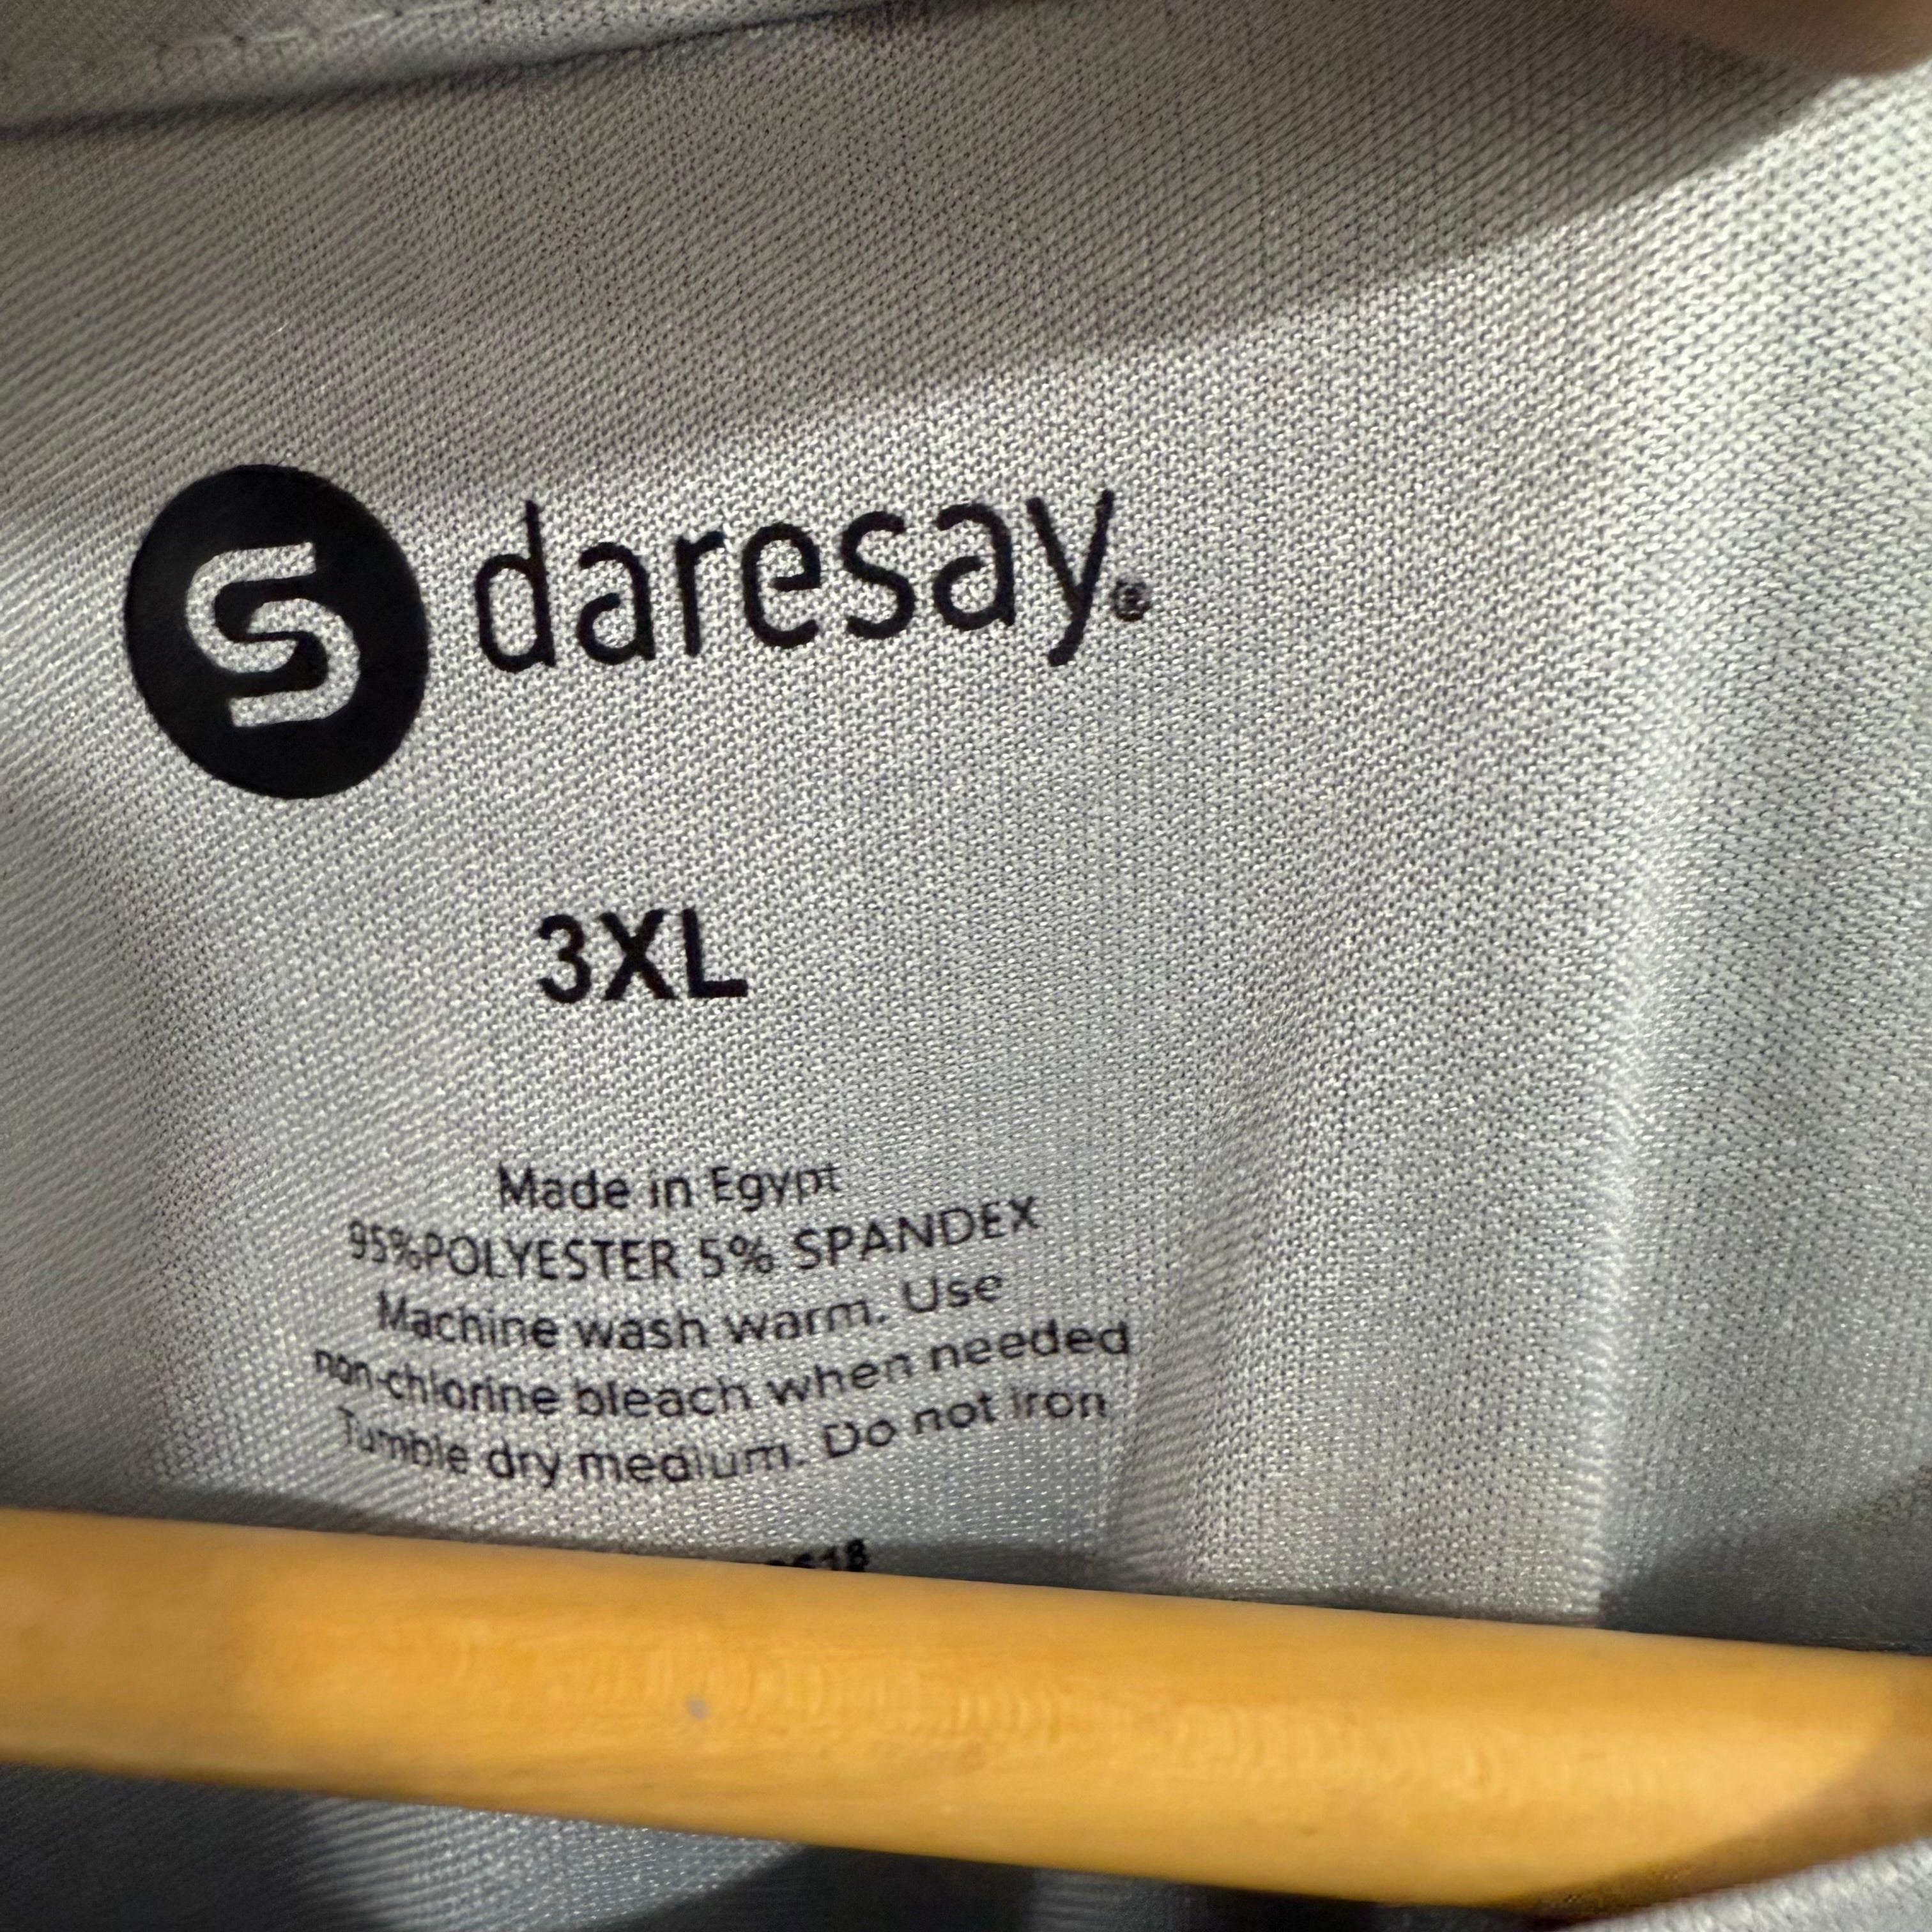 daresay®
3XL
Made in Egypt
95%POLYESTER 5% SPANDEX
Machine wash warm. Use
non-chlorine bleach when needed
Tumble dry medium. Do not iron